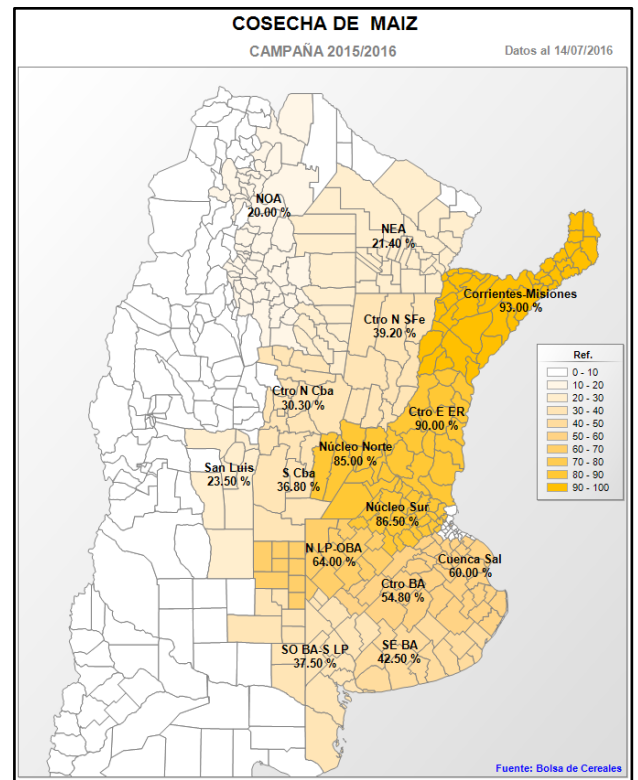 COSECHA DE MAIZ
CAMPAÑA 2015/2016
Datos al 14/07/2016
NOA
20.00 %
NEA
21.40 %
Corrientes-Misiones
93.00 %
Ctro N SFe
39.20 %
Ref.
0 - 10
10 - 20
20 - 30
30 - 40
40 - 50
50 - 60
60 - 70
70 - 80
80 - 90
90 - 100
Ctro N Cba
30.30 %
Ctro E ER
90.00 %
Núcleo Norte
85.00 %
San Luis
23.50 %
S Cba
36.80 %
Núcleo Sur
86.50 %
N LP-OBA
64.00 %
Cuenca Sal
60.00 %
Ctro BA
54.80 %
SO BA-S LP
37.50 %
SE BA
42.50 %
Fuente: Bolsa de Cereales